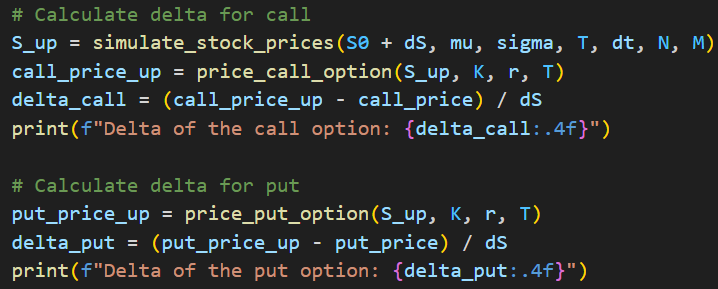 # Calculate delta for call
S_up = simulate_stock_prices(S0 + dS, mu, sigma, T, dt, N, M)
call_price_up = price_call_option(S_up, K, r, T)
delta_call = (call_price_up - call_price) / dS
print(f"Delta of the call option: {delta_call:.4f}")

# Calculate delta for put
put_price_up = price_put_option(S_up, K, r, T)
delta_put = (put_price_up - put_price) / dS
print(f"Delta of the put option: {delta_put:.4f}")